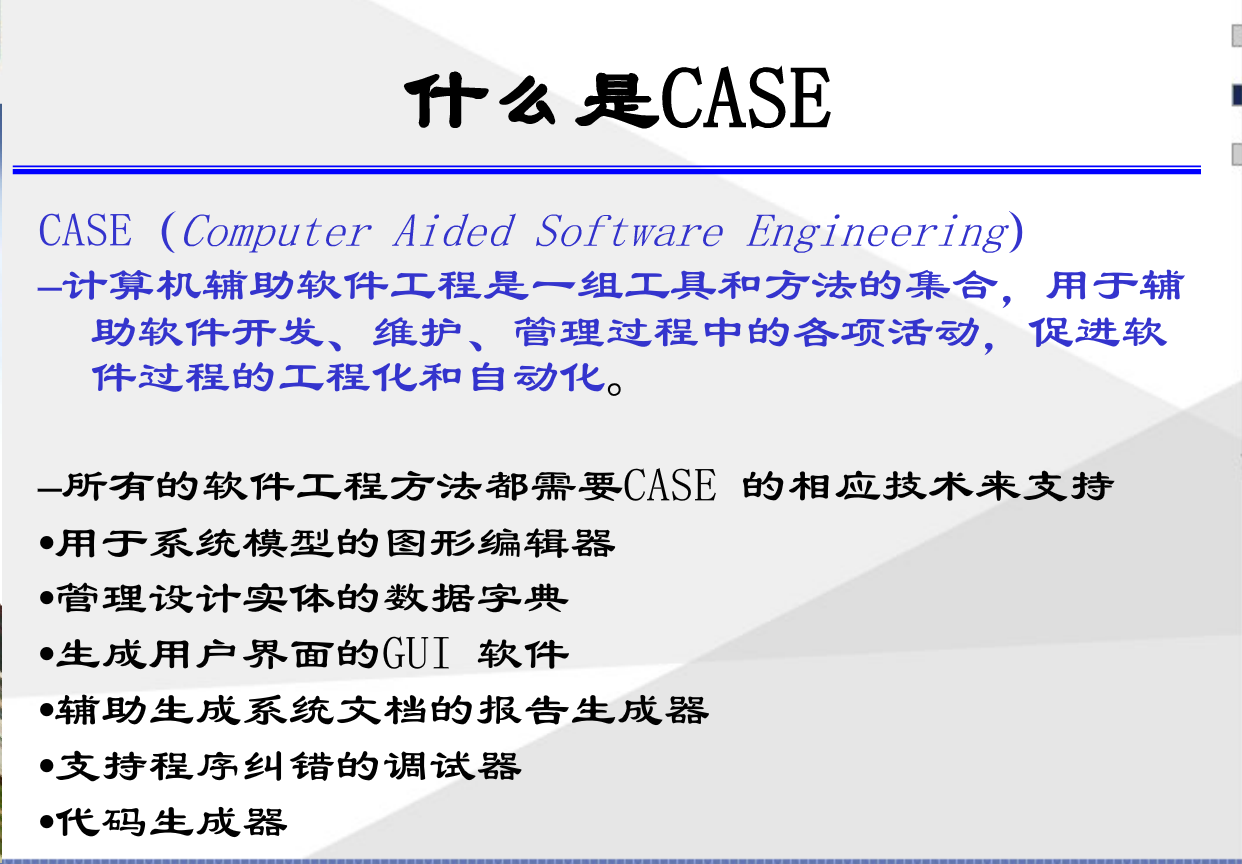 什么是CASE
CASE (Computer Aided Software Engineering)
–计算机辅助软件工程是一组工具和方法的集合，用于辅
助软件开发、维护、管理过程中的各项活动，促进软
件过程的工程化和自动化。
–所有的软件工程方法都需要CASE 的相应技术来支持
•用于系统模型的图形编辑器
•管理设计实体的数据字典
•生成用户界面的GUI 软件
•辅助生成系统文档的报告生成器
•支持程序纠错的调试器
•代码生成器